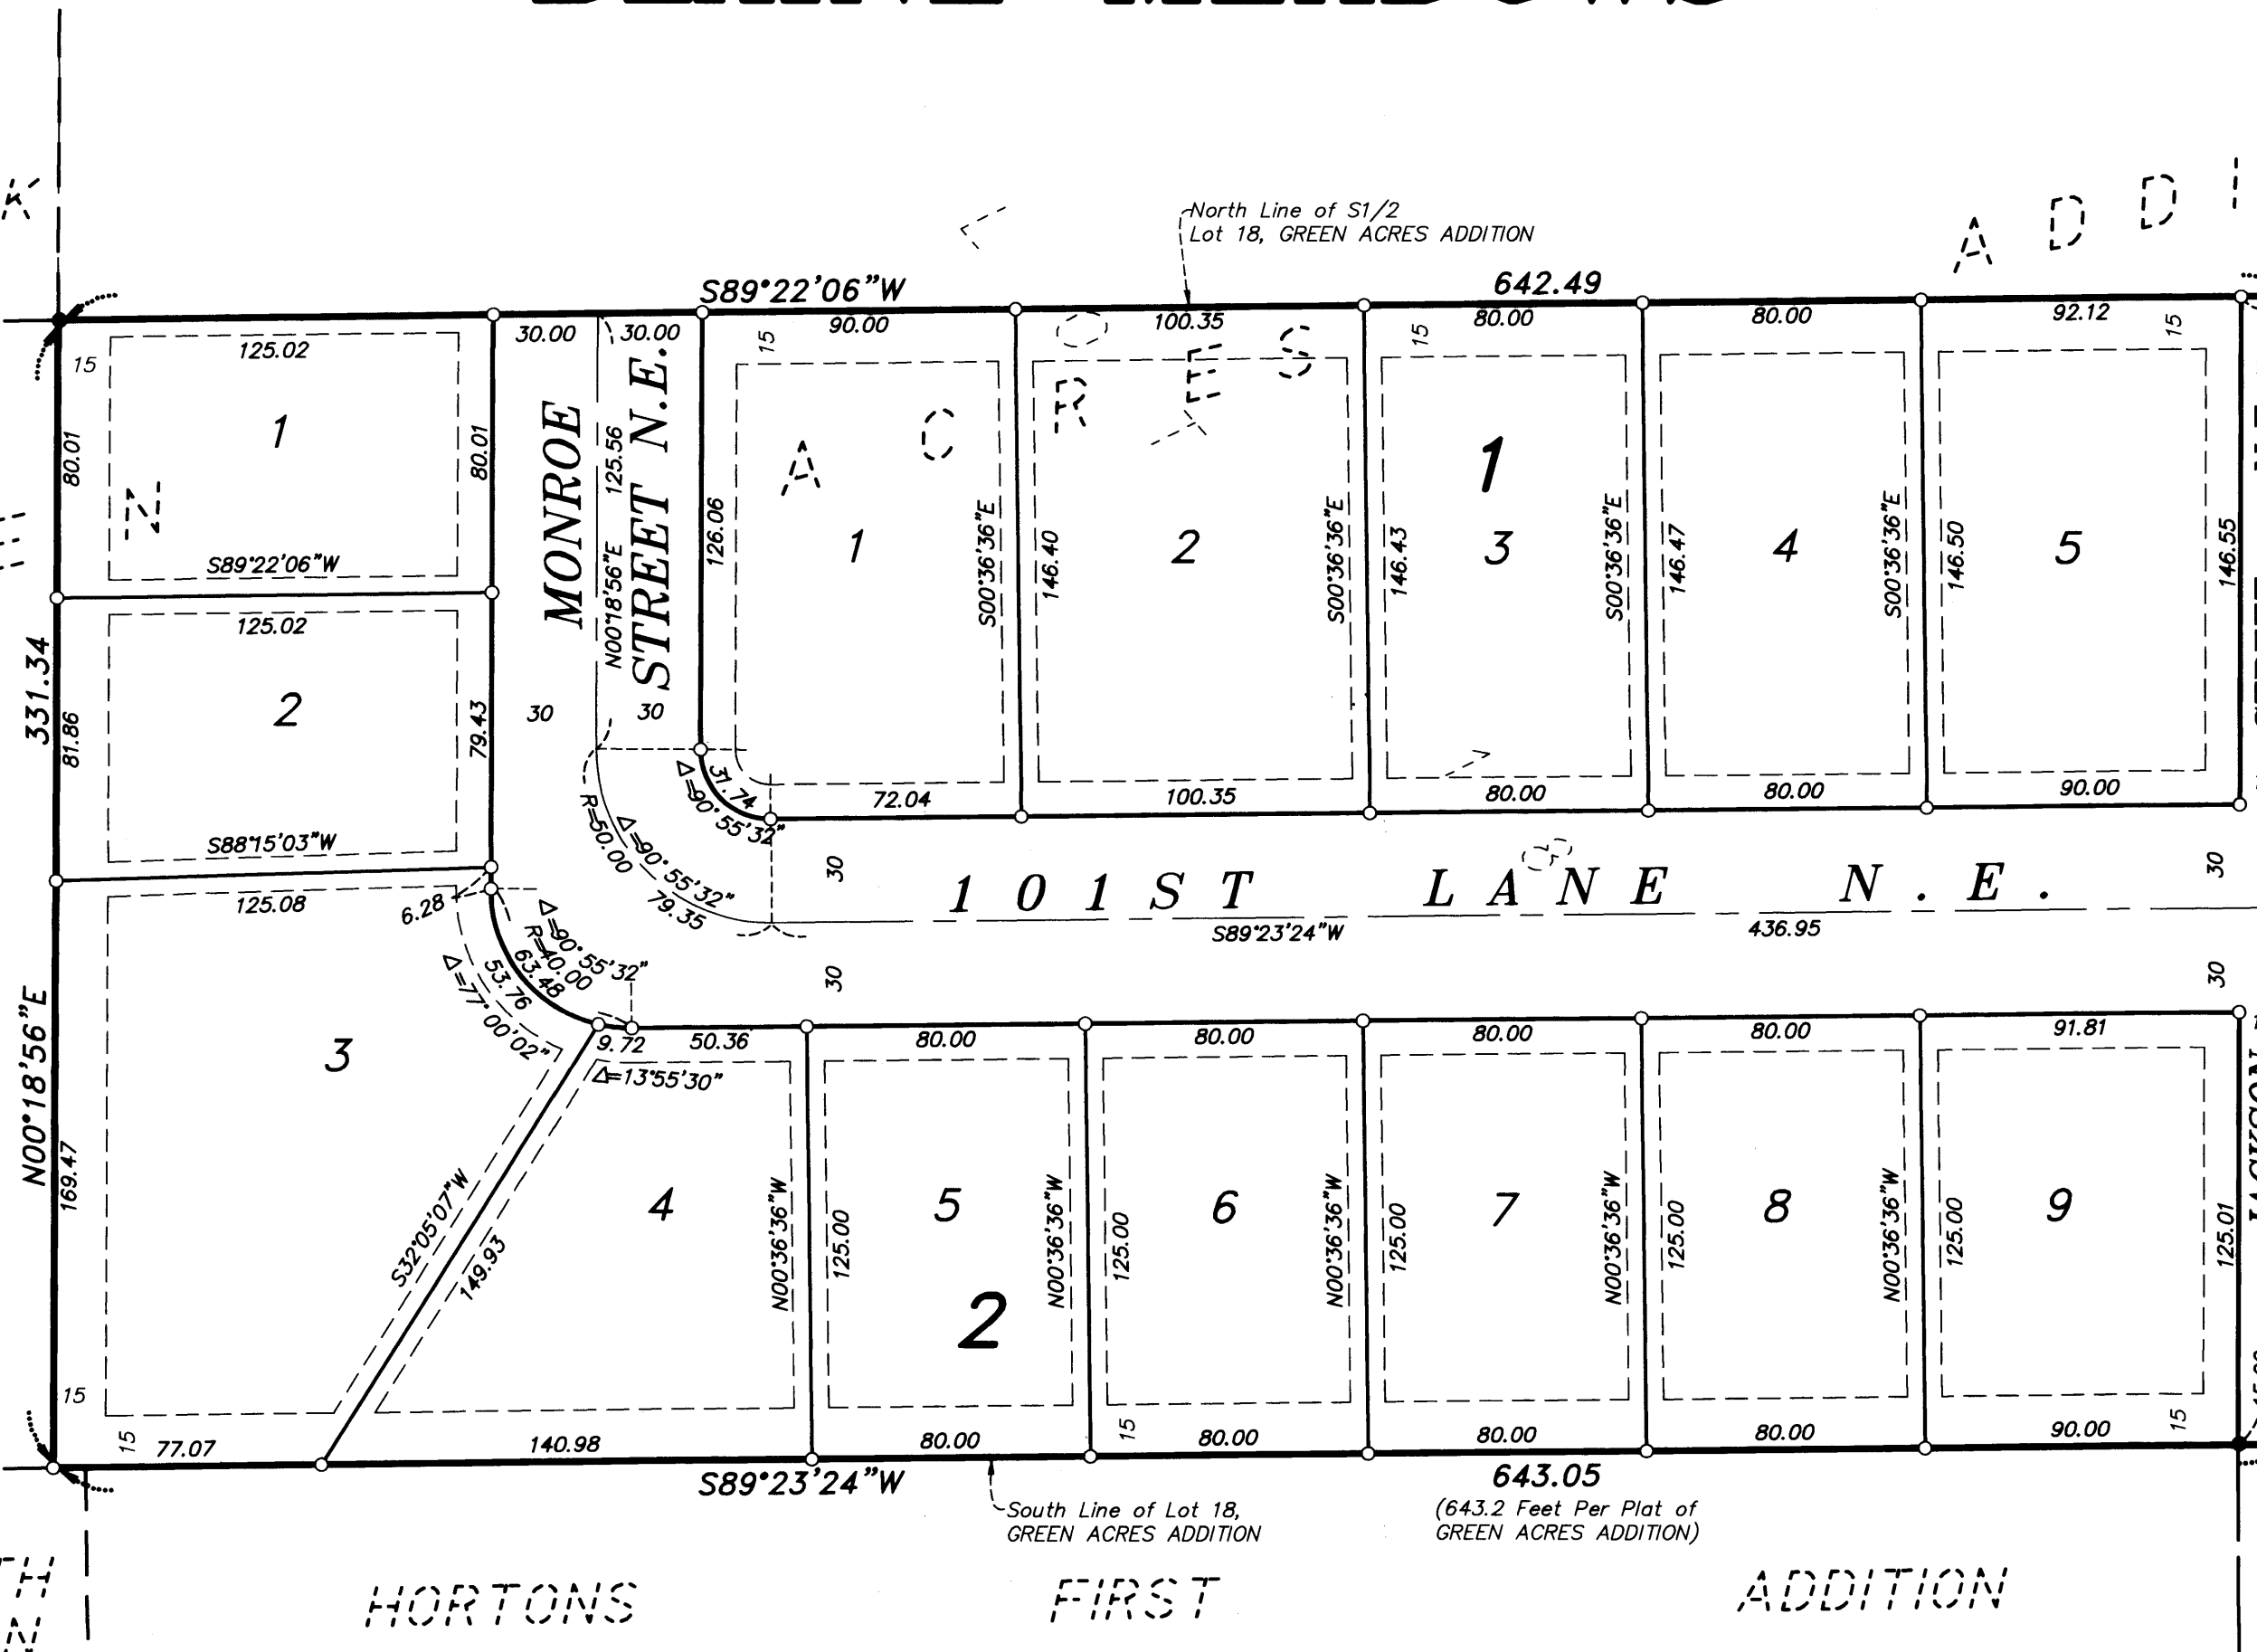 K
A D D I
North Line of S1/2
Lot 18, GREEN ACRES ADDITION
S89°22'06"W
642.49
125.02
30.00
30.00
90.00
100.35
80.00
80.00
92.12
15
15
15
15
1
80.01
80.01
N
S89°22'06"W
MONROE
STREET N.E.
N00°18'56"E 125.56
126.06
A C R E S
1
1
S00°36'36"E
146.40
2
S00°36'36"E
146.43
3
S00°36'36"E
146.47
4
S00°36'36"E
146.50
5
146.55
125.02
2
331.34
81.86
79.43
S88°15'03"W
30
30
31.74
Δ=90°55'32"
72.04
100.35
80.00
80.00
90.00
R=50.00
Δ=90°55'32"
79.35
30
101ST LANE N.E.
30
S89°23'24"W
436.95
30
30
125.08
6.28
Δ=90°55'32"
R=40.00
63.48
53.76
Δ=77°00'02"
9.72
50.36
Δ=13°55'30"
80.00
80.00
80.00
80.00
91.81
N00°18'56"E
169.47
3
S32°05'07"W
149.93
4
N00°36'36"W
125.00
5
N00°36'36"W
125.00
6
N00°36'36"W
125.00
7
N00°36'36"W
125.00
8
N00°36'36"W
125.00
9
125.01
JACKSON
2
15
15
77.07
140.98
80.00
15
80.00
80.00
80.00
90.00
15
S89°23'24"W
643.05
South Line of Lot 18,
GREEN ACRES ADDITION
(643.2 Feet Per Plat of
GREEN ACRES ADDITION)
TH
N
HORTONS FIRST ADDITION